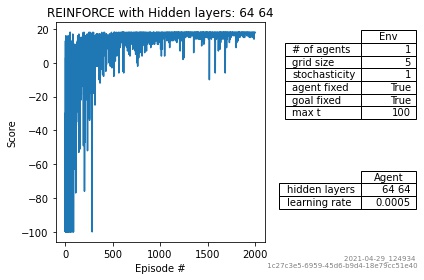 REINFORCE with Hidden layers: 64 64
20
0
−20
−40
−60
−80
−100
Score
0
500
1000
1500
2000
Episode #
Env
# of agents 1
grid size 5
stochasticity 1
agent fixed True
goal fixed True
max t 100
Agent
hidden layers 64 64
learning rate 0.0005
2021-04-29_124934
1c27c3e5-6959-45d6-b9d4-18e79cc51e40